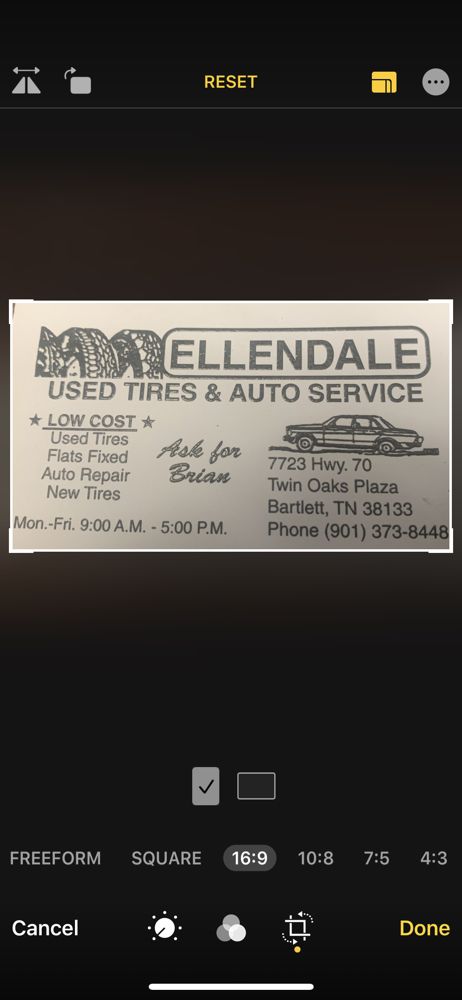 RESET
ELLENDALE
USED TIRES & AUTO SERVICE
★ LOW COST ★
Used Tires
Flats Fixed
Auto Repair
New Tires
Ask for
Brian
7723 Hwy. 70
Twin Oaks Plaza
Bartlett, TN 38133
Mon.-Fri. 9:00 A.M. - 5:00 P.M.
Phone (901) 373-8448
FREEFORM SQUARE 16:9 10:8 7:5 4:3
Cancel Done